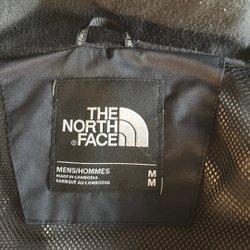 THE
NORTH
FACE
®
MENS/HOMMES
M
MADE IN CAMBODIA
FABRIQUÉ AU CAMBODGE
M